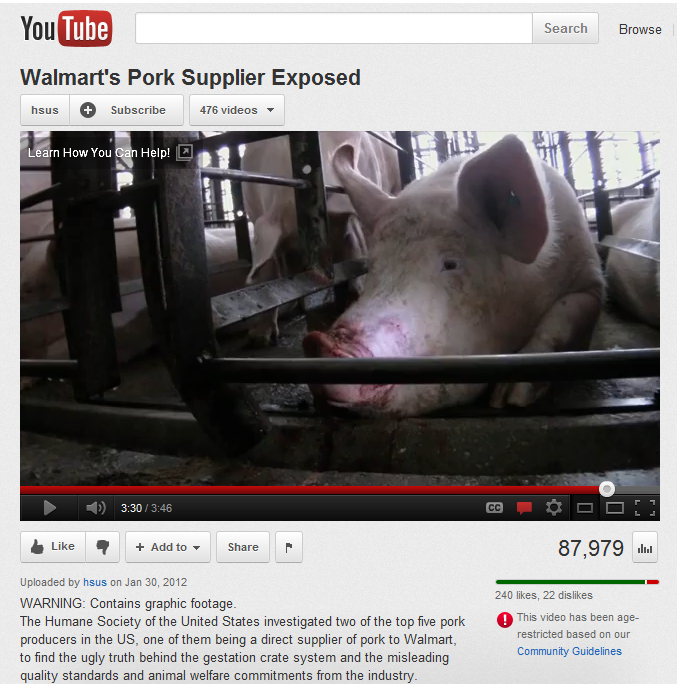 YouTube
Search
Browse
Walmart's Pork Supplier Exposed
hsus
+ Subscribe
476 videos
Learn How You Can Help!
3:30 / 3:46
CC
Like
+ Add to
Share
87,979
Uploaded by hsus on Jan 30, 2012
240 likes, 22 dislikes
WARNING: Contains graphic footage.
The Humane Society of the United States investigated two of the top five pork
producers in the US, one of them being a direct supplier of pork to Walmart,
to find the ugly truth behind the gestation crate system and the misleading
quality standards and animal welfare commitments from the industry.
This video has been age-
restricted based on our
Community Guidelines